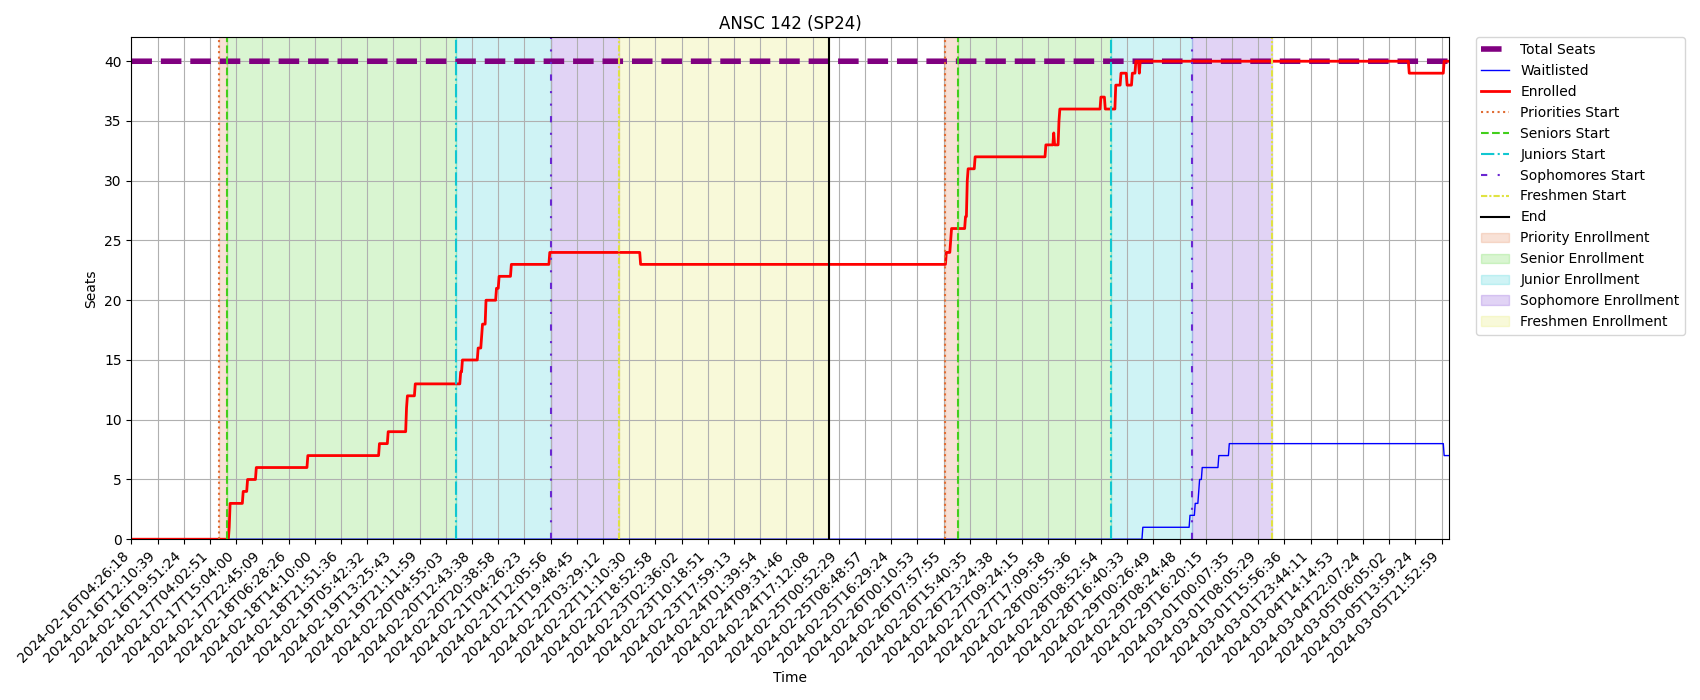 ANSC 142 (SP24)
Seats
40
35
30
25
20
15
10
5
0
2024-02-16T04:26:18
2024-02-16T12:10:39
2024-02-16T19:51:24
2024-02-17T04:02:51
2024-02-17T15:04:00
2024-02-17T22:45:09
2024-02-18T06:28:26
2024-02-18T14:10:00
2024-02-18T21:51:36
2024-02-19T05:42:32
2024-02-19T13:25:43
2024-02-19T21:11:59
2024-02-20T04:55:03
2024-02-20T12:43:38
2024-02-20T20:38:58
2024-02-21T04:26:23
2024-02-21T12:05:56
2024-02-21T19:48:45
2024-02-22T03:29:12
2024-02-22T11:10:30
2024-02-22T18:52:58
2024-02-23T02:36:02
2024-02-23T10:18:51
2024-02-23T17:59:13
2024-02-24T01:39:54
2024-02-24T09:31:46
2024-02-24T17:12:08
2024-02-25T00:52:29
2024-02-25T08:48:57
2024-02-25T16:29:24
2024-02-26T00:10:53
2024-02-26T07:57:55
2024-02-26T15:40:35
2024-02-26T23:24:38
2024-02-27T09:24:15
2024-02-27T17:09:58
2024-02-28T00:55:36
2024-02-28T08:52:54
2024-02-28T16:40:33
2024-02-29T00:26:49
2024-02-29T08:24:48
2024-02-29T16:20:15
2024-03-01T00:07:35
2024-03-01T08:05:29
2024-03-01T15:56:36
2024-03-01T23:44:11
2024-03-04T14:14:53
2024-03-04T22:07:24
2024-03-05T06:05:02
2024-03-05T13:59:24
2024-03-05T21:52:59
Time
Total Seats
Waitlisted
Enrolled
Priorities Start
Seniors Start
Juniors Start
Sophomores Start
Freshmen Start
End
Priority Enrollment
Senior Enrollment
Junior Enrollment
Sophomore Enrollment
Freshmen Enrollment